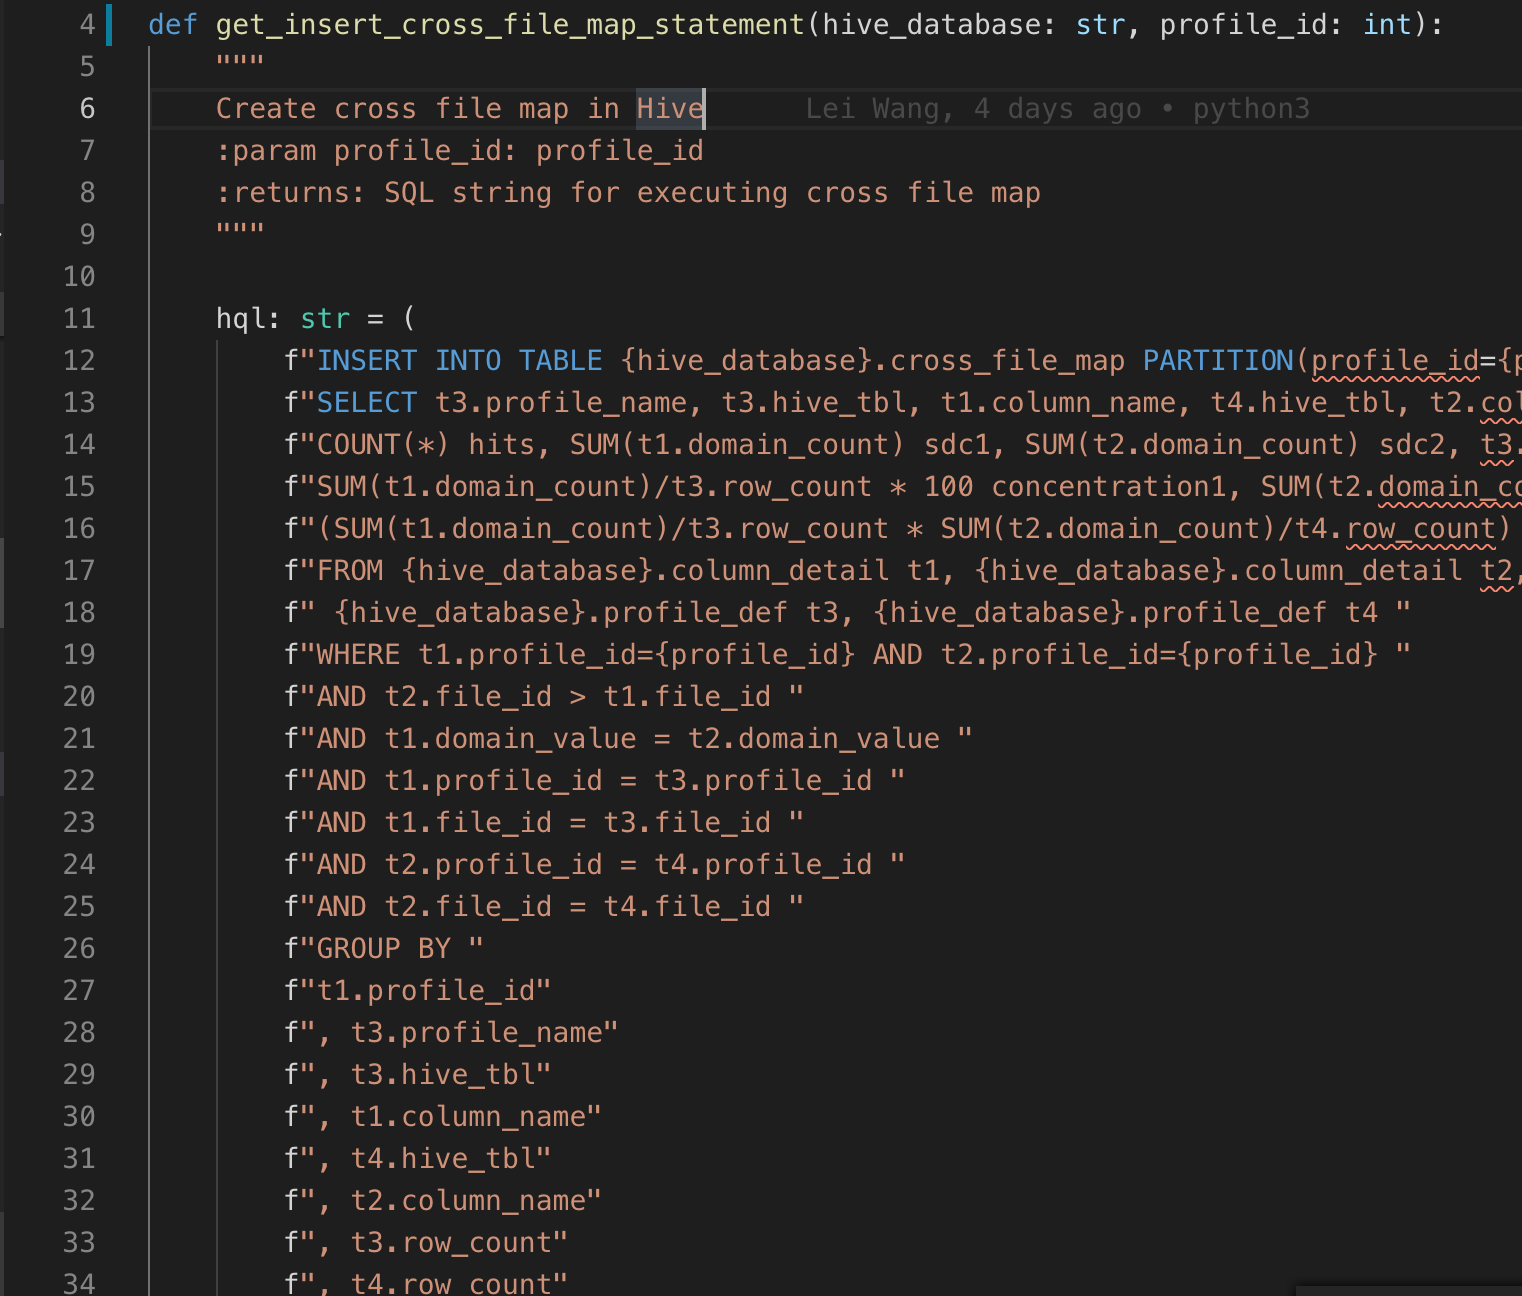 4 def get_insert_cross_file_map_statement(hive_database: str, profile_id: int):
5 """
6 Create cross file map in Hive Lei Wang, 4 days ago • python3
7 :param profile_id: profile_id
8 :returns: SQL string for executing cross file map
9 """
10
11 hql: str = (
12 f"INSERT INTO TABLE {hive_database}.cross_file_map PARTITION(profile_id={p
13 f"SELECT t3.profile_name, t3.hive_tbl, t1.column_name, t4.hive_tbl, t2.col
14 f"COUNT(*) hits, SUM(t1.domain_count) sdc1, SUM(t2.domain_count) sdc2, t3.
15 f"SUM(t1.domain_count)/t3.row_count * 100 concentration1, SUM(t2.domain_co
16 f"(SUM(t1.domain_count)/t3.row_count * SUM(t2.domain_count)/t4.row_count)
17 f"FROM {hive_database}.column_detail t1, {hive_database}.column_detail t2,
18 f" {hive_database}.profile_def t3, {hive_database}.profile_def t4 "
19 f"WHERE t1.profile_id={profile_id} AND t2.profile_id={profile_id} "
20 f"AND t2.file_id > t1.file_id "
21 f"AND t1.domain_value = t2.domain_value "
22 f"AND t1.profile_id = t3.profile_id "
23 f"AND t1.file_id = t3.file_id "
24 f"AND t2.profile_id = t4.profile_id "
25 f"AND t2.file_id = t4.file_id "
26 f"GROUP BY "
27 f"t1.profile_id"
28 f", t3.profile_name"
29 f", t3.hive_tbl"
30 f", t1.column_name"
31 f", t4.hive_tbl"
32 f", t2.column_name"
33 f", t3.row_count"
34 f", t4.row_count"